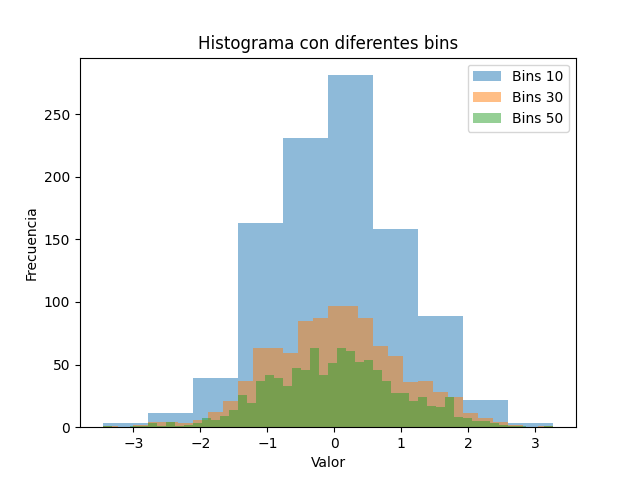 Histograma con diferentes bins
Bins 10
Bins 30
Bins 50
Frecuencia
250
200
150
100
50
0
−3
−2
−1
0
1
2
3
Valor